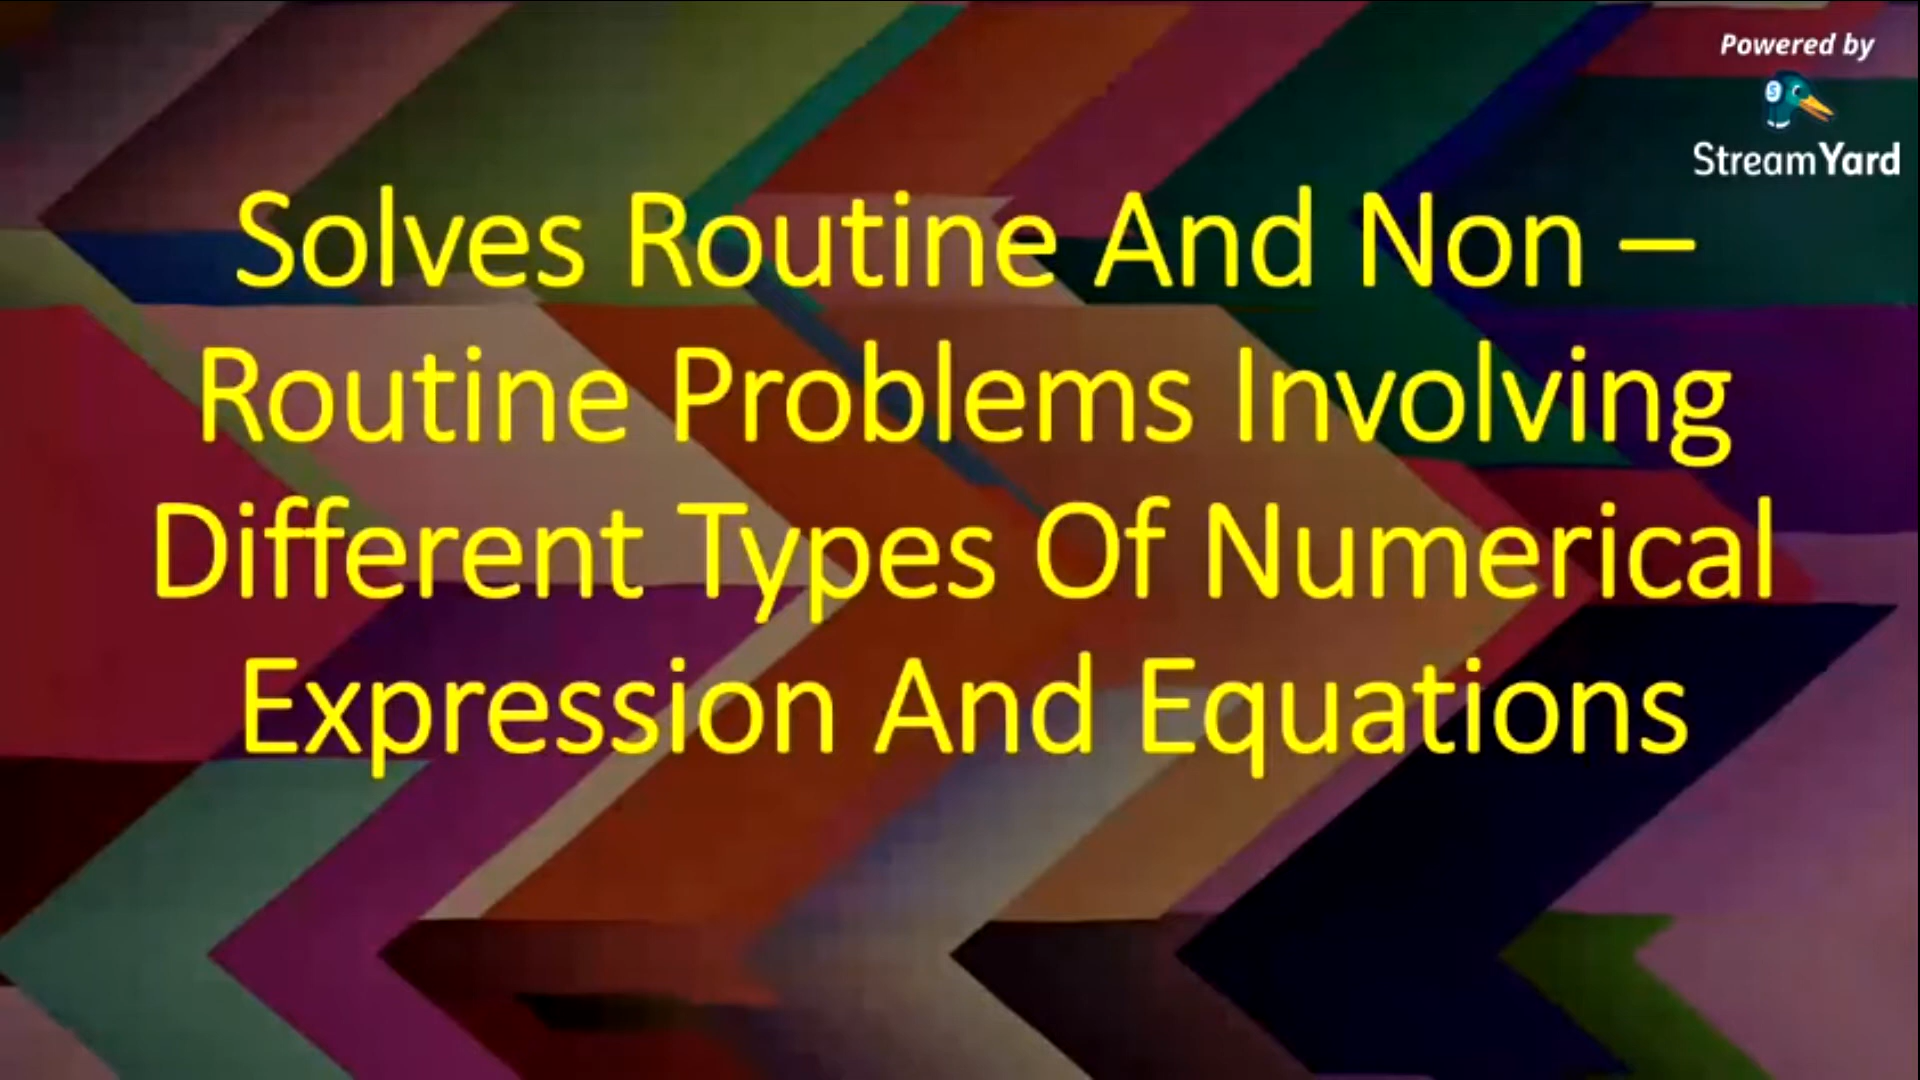 Powered by
StreamYard
Solves Routine And Non –
Routine Problems Involving
Different Types Of Numerical
Expression And Equations